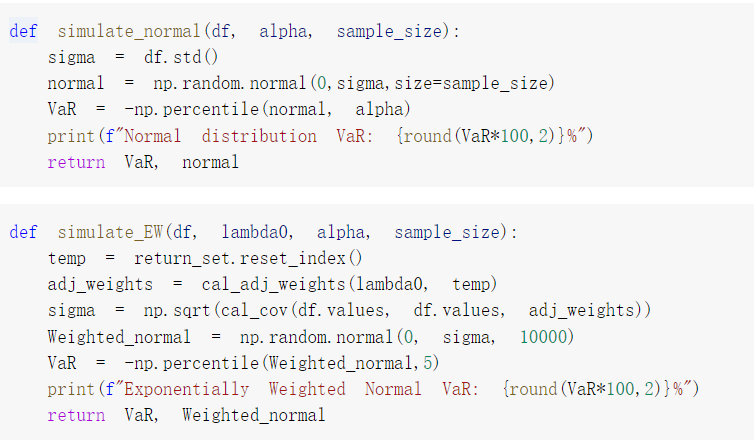 def simulate_normal(df, alpha, sample_size):
    sigma = df.std()
    normal = np.random.normal(0,sigma,size=sample_size)
    VaR = -np.percentile(normal, alpha)
    print(f"Normal distribution VaR: {round(VaR*100,2)}%")
    return VaR, normal
def simulate_EW(df, lambda0, alpha, sample_size):
    temp = return_set.reset_index()
    adj_weights = cal_adj_weights(lambda0, temp)
    sigma = np.sqrt(cal_cov(df.values, df.values, adj_weights))
    Weighted_normal = np.random.normal(0, sigma, 10000)
    VaR = -np.percentile(Weighted_normal,5)
    print(f"Exponentially Weighted Normal VaR: {round(VaR*100,2)}%")
    return VaR, Weighted_normal